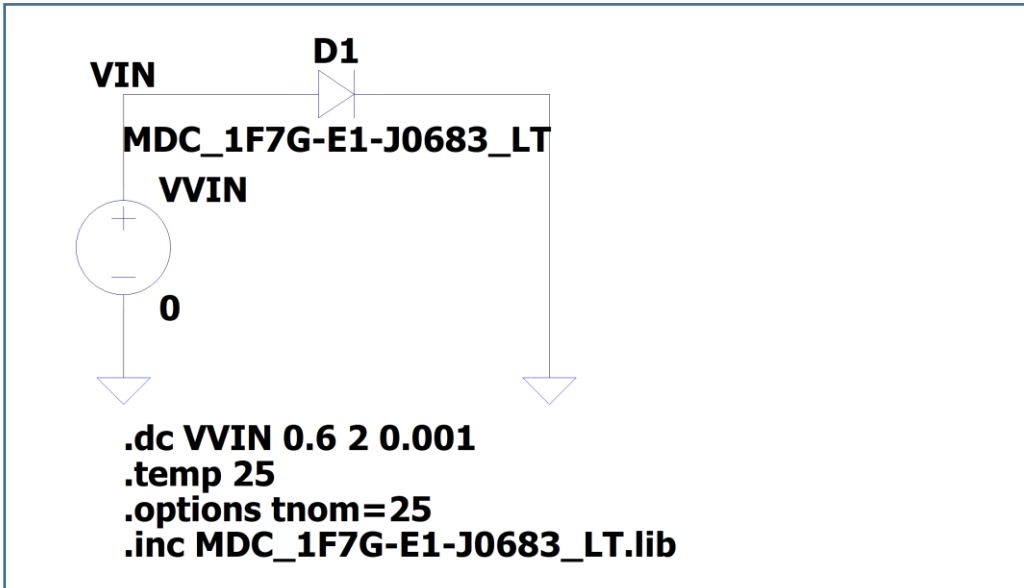 D1
VIN
MDC_1F7G-E1-J0683_LT
VVIN
0
.dc VVIN 0.6 2 0.001
.temp 25
.options tnom=25
.inc MDC_1F7G-E1-J0683_LT.lib